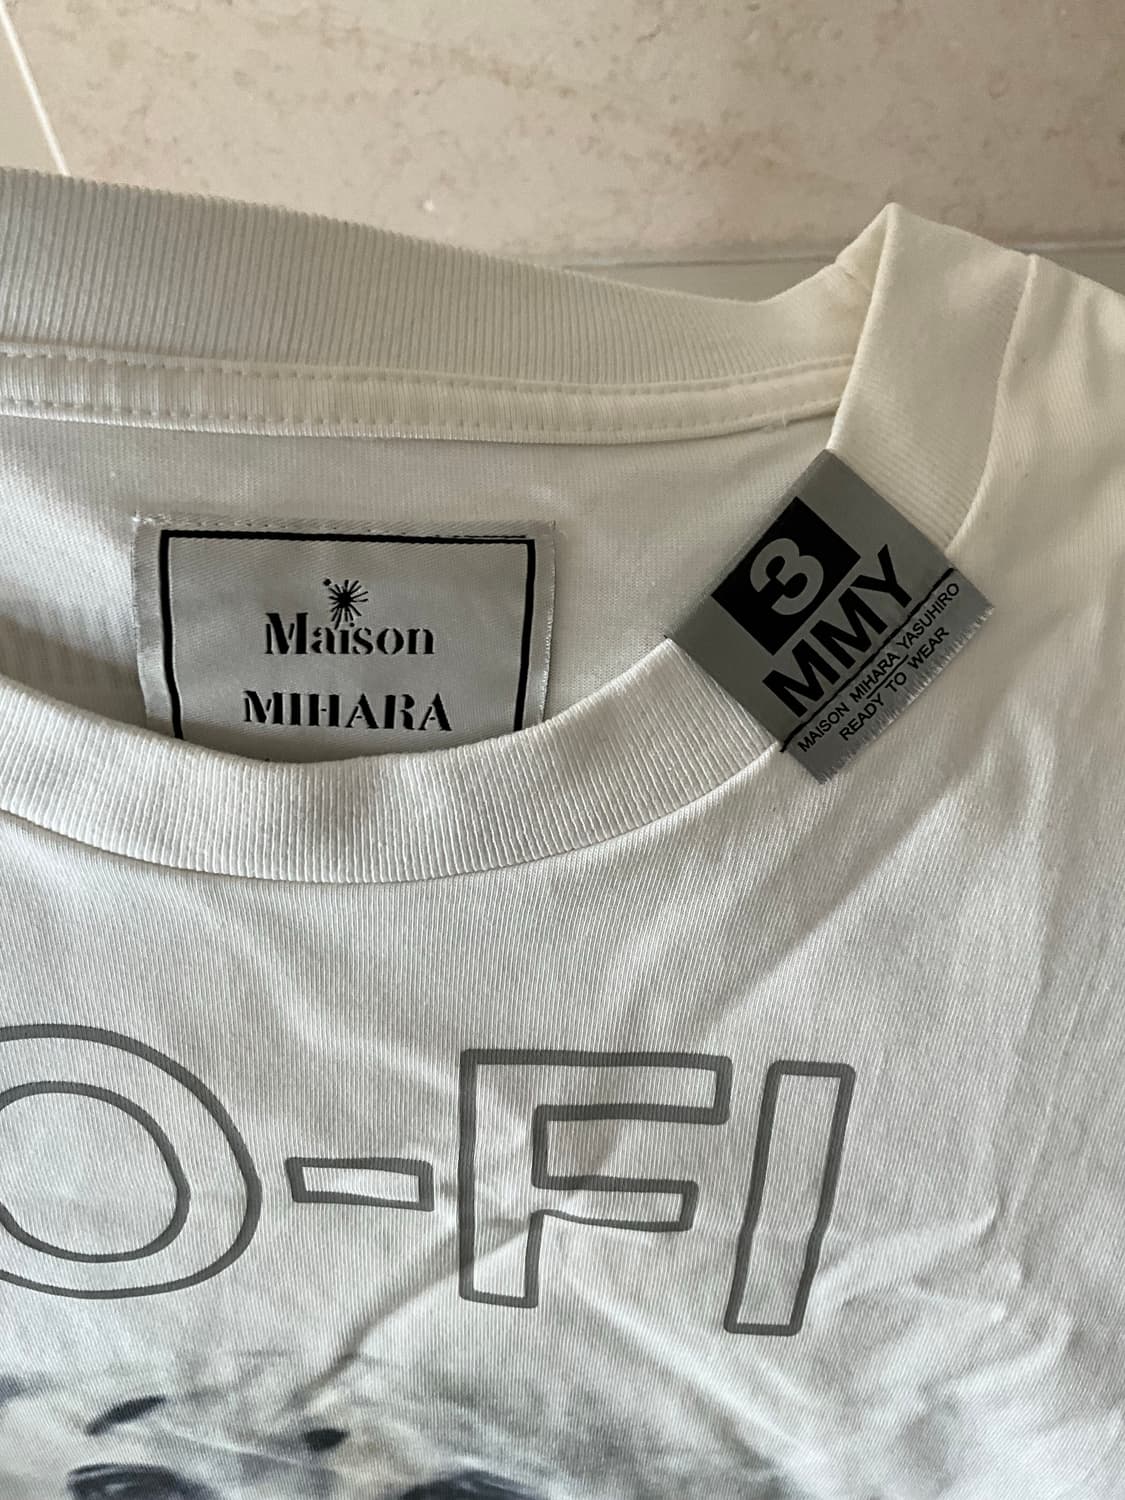 Maison
MIHARA
3
MMY
MAISON MIHARA YASUHIRO
READY TO WEAR
O-FI